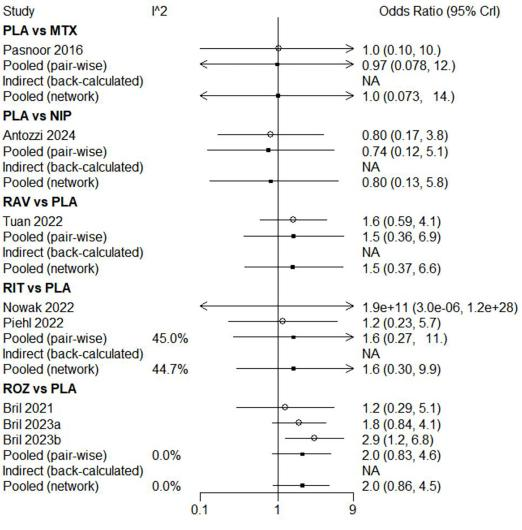 Study I^2 Odds Ratio (95% CrI)
PLA vs MTX
Pasnoor 2016 1.0 (0.10, 10.)
Pooled (pair-wise) 0.97 (0.078, 12.)
Indirect (back-calculated) NA
Pooled (network) 1.0 (0.073, 14.)
PLA vs NIP
Antozzi 2024 0.80 (0.17, 3.8)
Pooled (pair-wise) 0.74 (0.12, 5.1)
Indirect (back-calculated) NA
Pooled (network) 0.80 (0.13, 5.8)
RAV vs PLA
Tuan 2022 1.6 (0.59, 4.1)
Pooled (pair-wise) 1.5 (0.36, 6.9)
Indirect (back-calculated) NA
Pooled (network) 1.5 (0.37, 6.6)
RIT vs PLA
Nowak 2022 1.9e+11 (3.0e-06, 1.2e+28)
Piehl 2022 1.2 (0.23, 5.7)
Pooled (pair-wise) 45.0% 1.6 (0.27, 11.)
Indirect (back-calculated) NA
Pooled (network) 44.7% 1.6 (0.30, 9.9)
ROZ vs PLA
Bril 2021 1.2 (0.29, 5.1)
Bril 2023a 1.8 (0.84, 4.1)
Bril 2023b 2.9 (1.2, 6.8)
Pooled (pair-wise) 0.0% 2.0 (0.83, 4.6)
Indirect (back-calculated) NA
Pooled (network) 0.0% 2.0 (0.86, 4.5)
0.1 1 9